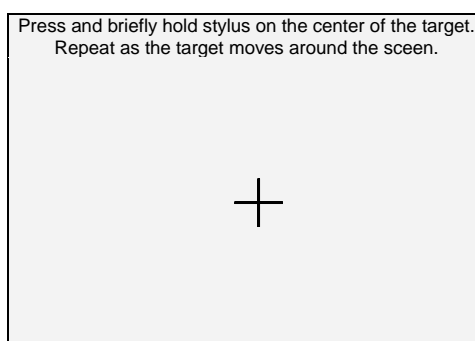 Press and briefly hold stylus on the center of the target.
Repeat as the target moves around the sceen.